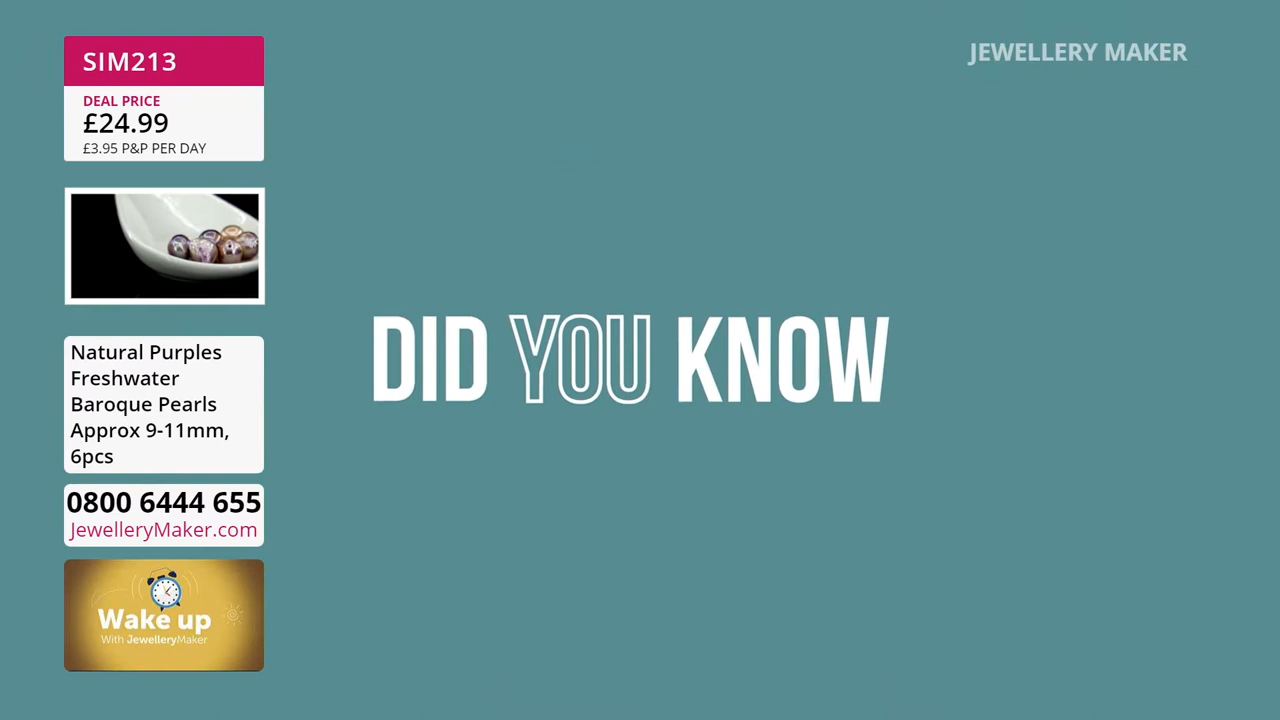 SIM213
DEAL PRICE
£24.99
£3.95 P&P PER DAY
Natural Purples
Freshwater
Baroque Pearls
Approx 9-11mm,
6pcs
0800 6444 655
JewelleryMaker.com
Wake up
With JewelleryMaker
JEWELLERY MAKER
DID YOU KNOW